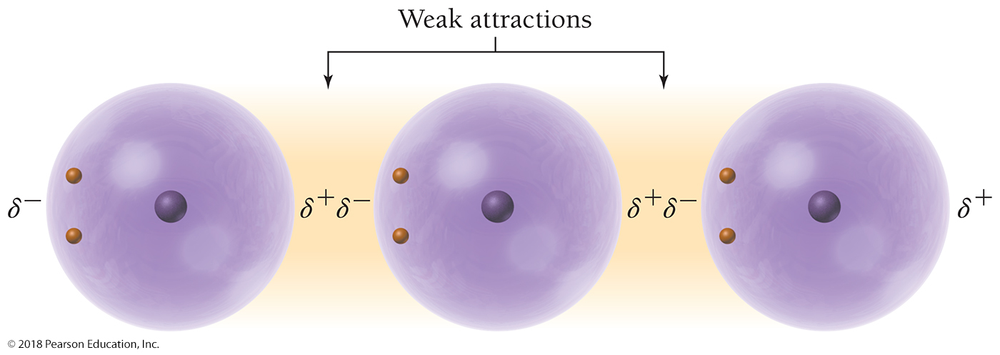 Weak attractions
δ− δ+ δ− δ+ δ− δ+
© 2018 Pearson Education, Inc.